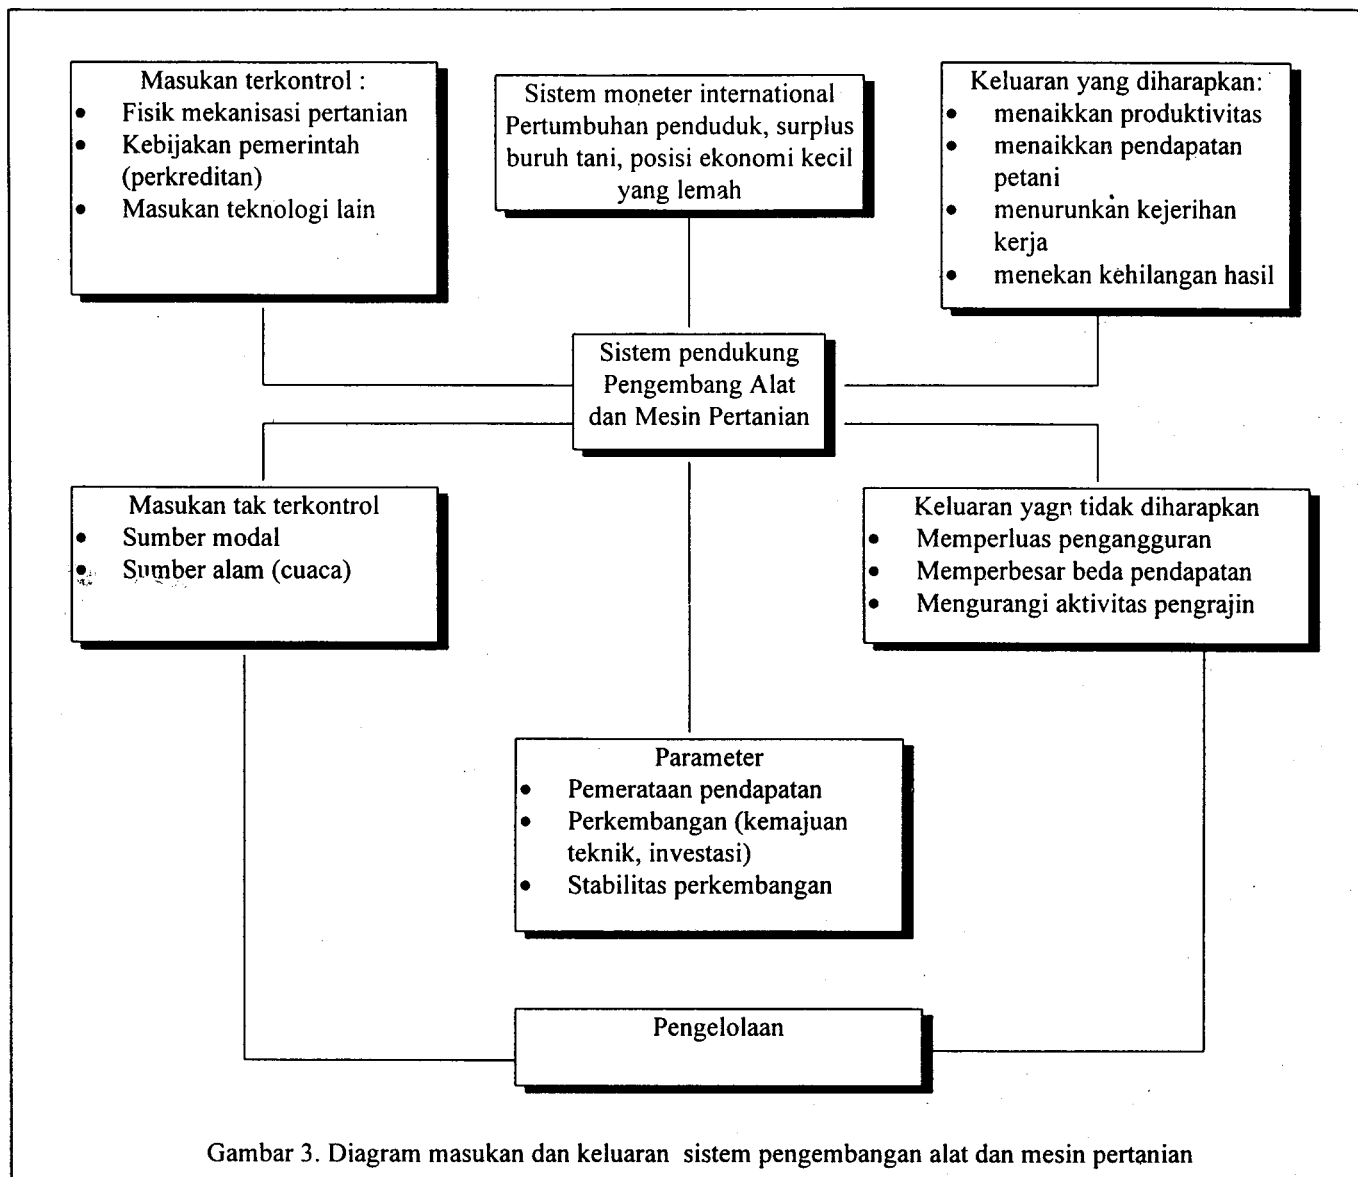 Masukan terkontrol :
• Fisik mekanisasi pertanian
• Kebijakan pemerintah
(perkreditan)
• Masukan teknologi lain
Sistem moneter international
Pertumbuhan penduduk, surplus
buruh tani, posisi ekonomi kecil
yang lemah
Keluaran yang diharapkan:
• menaikkan produktivitas
• menaikkan pendapatan
petani
• menurunkan kejerihan
kerja
• menekan kehilangan hasil
Sistem pendukung
Pengembang Alat
dan Mesin Pertanian
Masukan tak terkontrol
• Sumber modal
• Sumber alam (cuaca)
Keluaran yagn tidak diharapkan
• Memperluas pengangguran
• Memperbesar beda pendapatan
• Mengurangi aktivitas pengrajin
Parameter
• Pemerataan pendapatan
• Perkembangan (kemajuan
teknik, investasi)
• Stabilitas perkembangan
Pengelolaan
Gambar 3. Diagram masukan dan keluaran sistem pengembangan alat dan mesin pertanian